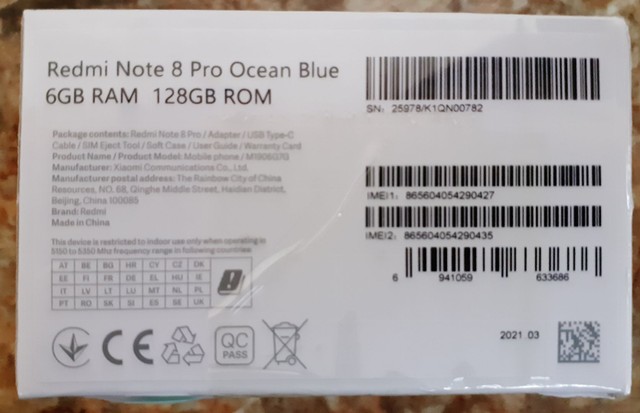 Redmi Note 8 Pro Ocean Blue
6GB RAM 128GB ROM
SN: 25978/K1QN00782
Package contents: Redmi Note 8 Pro / Adapter / USB Type-C
Cable / SIM Eject Tool / Soft Case / User Guide / Warranty Card
Product Name / Product Model: Mobile phone / M1906G7G
Manufacturer: Xiaomi Communications Co., Ltd.
Manufacturer postal address: The Rainbow City of China
Resources, NO. 68, Qinghe Middle Street, Haidian District,
Beijing, China 100085
Brand: Redmi
Made in China
IMEI1: 865604054290427
IMEI2: 865604054290435
6 941059 633686
This device is restricted to indoor use only when operating in
5150 to 5350 Mhz frequency range in following countries:
AT BE BG HR CY CZ DK
EE FI FR DE EL HU IE
IT LV LT LU MT NL PL
PT RO SK SI ES SE UK
CE
QC
PASS
2021.03